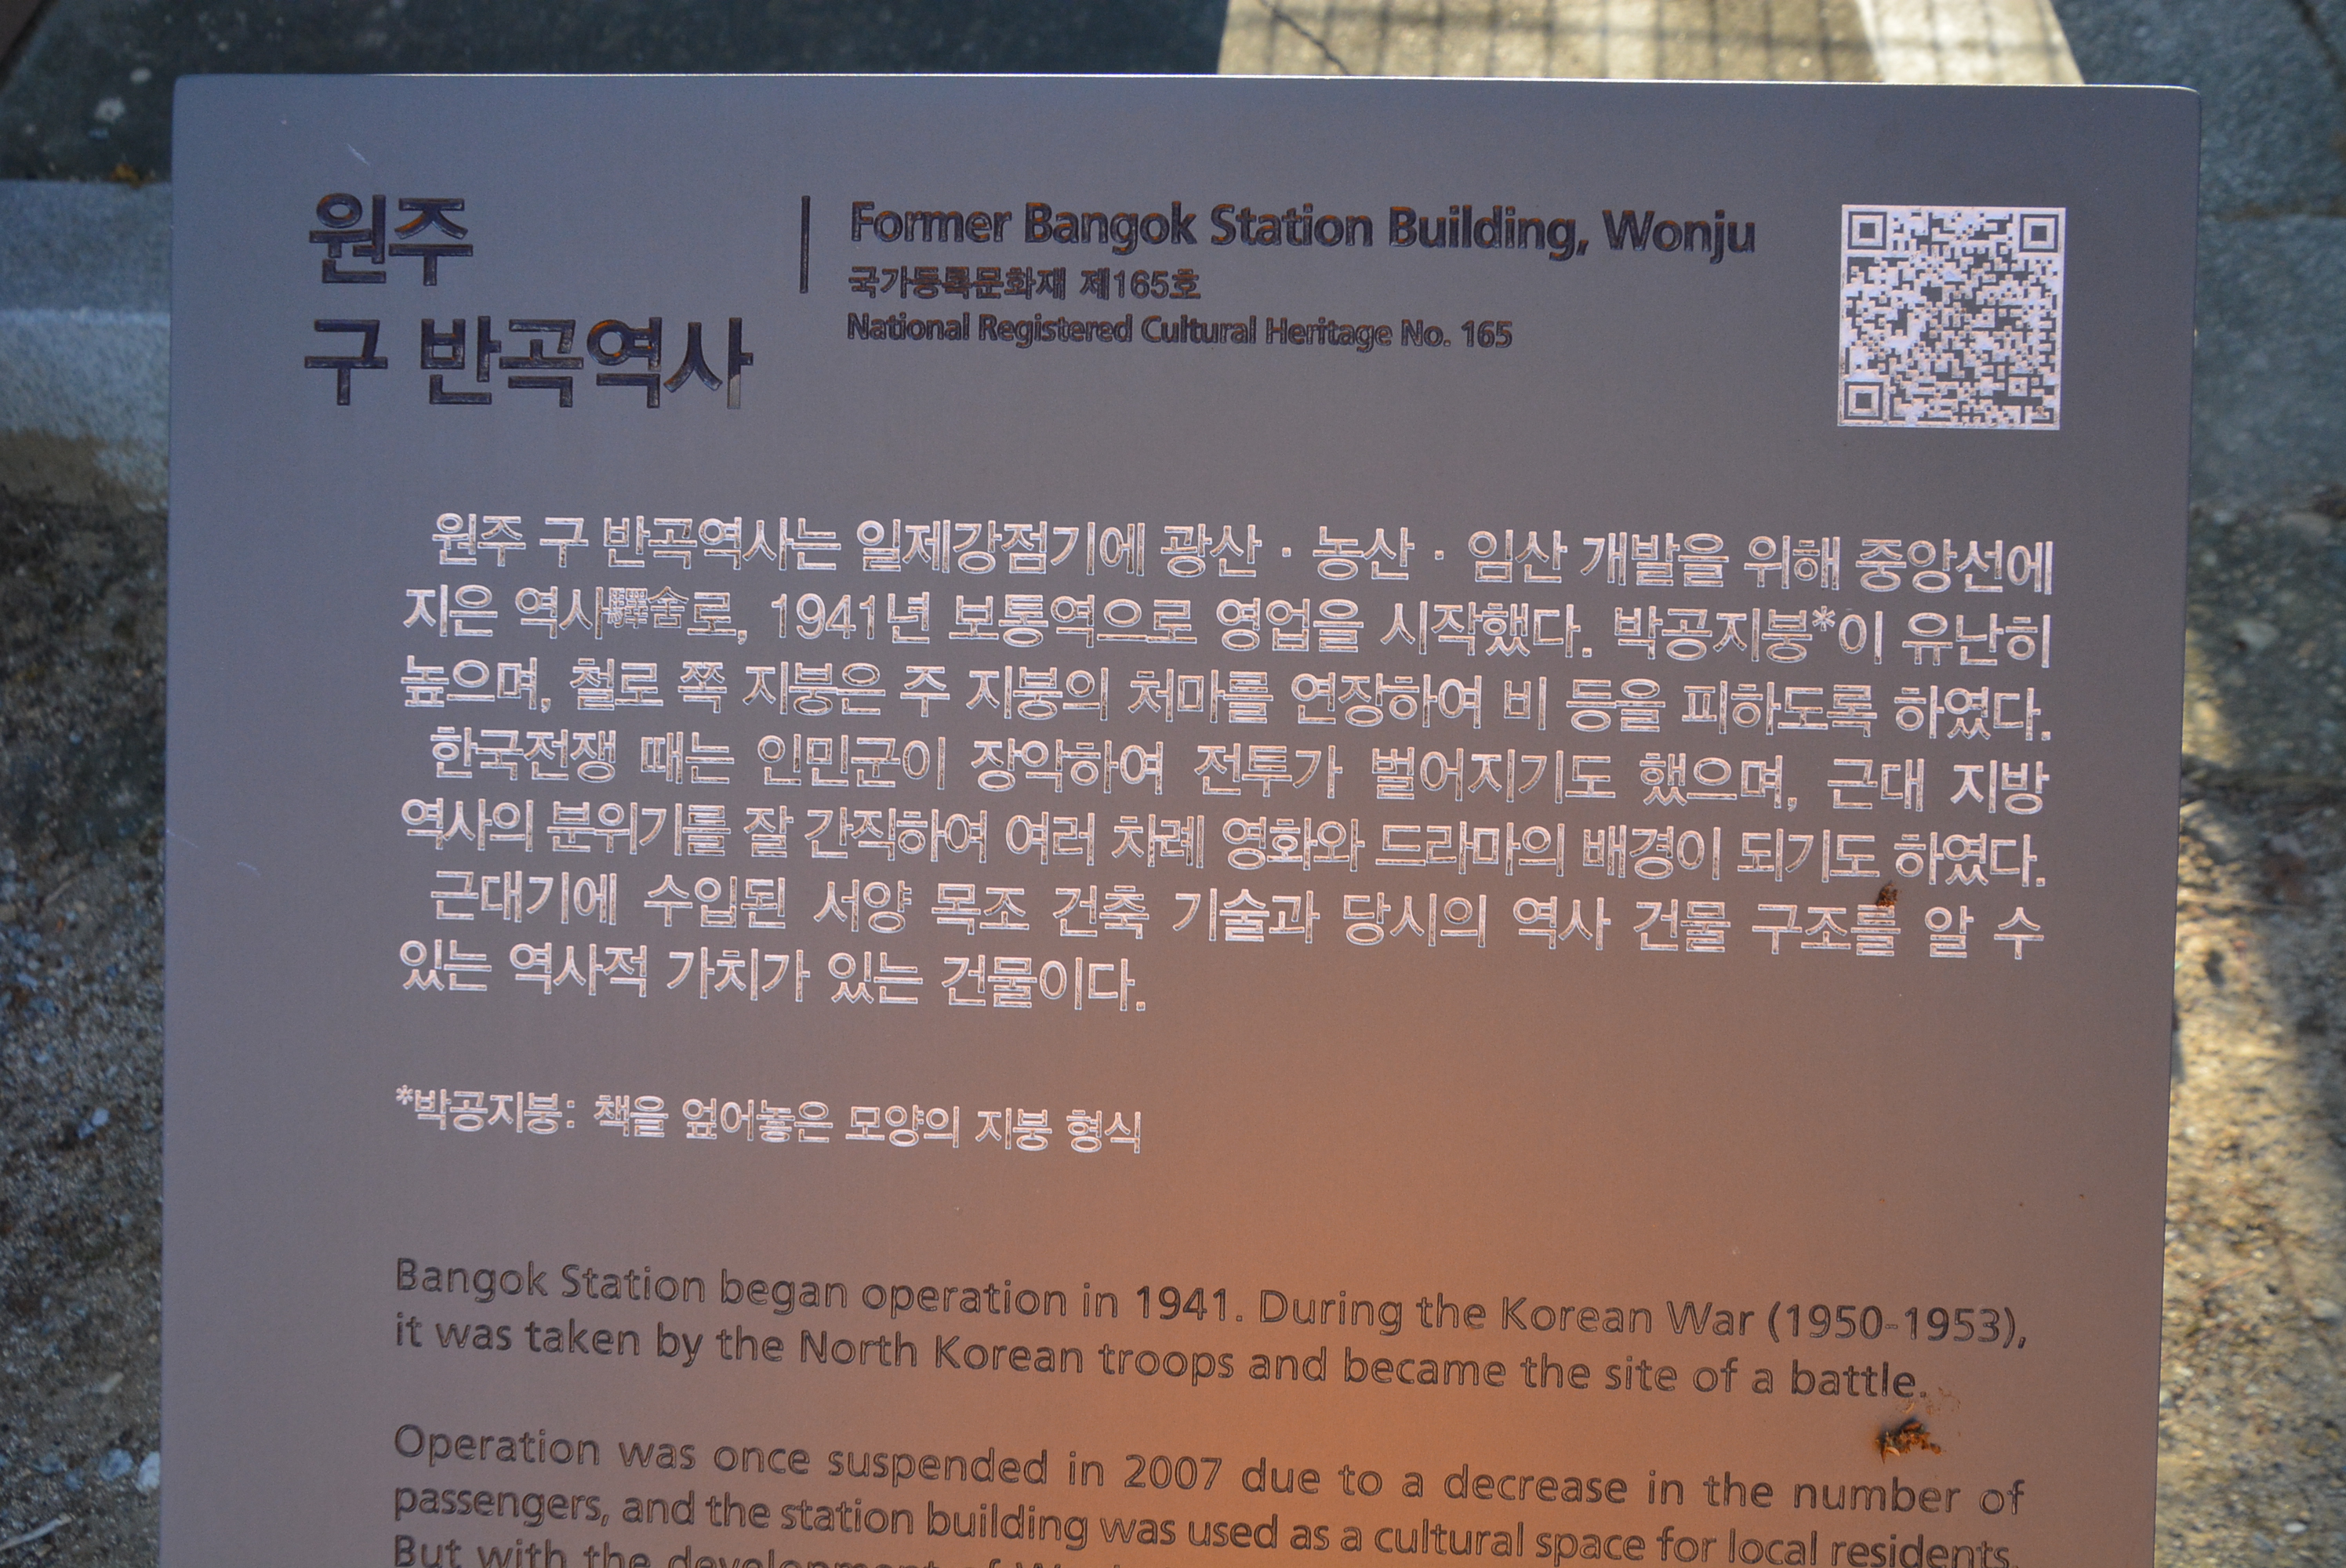 원주
구 반곡역사
Former Bangok Station Building, Wonju
국가등록문화재 제165호
National Registered Cultural Heritage No. 165
원주 구 반곡역사는 일제강점기에 광산 · 농산 · 임산 개발을 위해 중앙선에
지은 역사驛舍로, 1941년 보통역으로 영업을 시작했다. 박공지붕*이 유난히
높으며, 철로 쪽 지붕은 주 지붕의 처마를 연장하여 비 등을 피하도록 하였다.
한국전쟁 때는 인민군이 장악하여 전투가 벌어지기도 했으며, 근대 지방
역사의 분위기를 잘 간직하여 여러 차례 영화와 드라마의 배경이 되기도 하였다.
근대기에 수입된 서양 목조 건축 기술과 당시의 역사 건물 구조를 알 수
있는 역사적 가치가 있는 건물이다.
*박공지붕: 책을 엎어놓은 모양의 지붕 형식
Bangok Station began operation in 1941. During the Korean War (1950-1953),
it was taken by the North Korean troops and became the site of a battle.
Operation was once suspended in 2007 due to a decrease in the number of
passengers, and the station building was used as a cultural space for local residents.
But with the development of